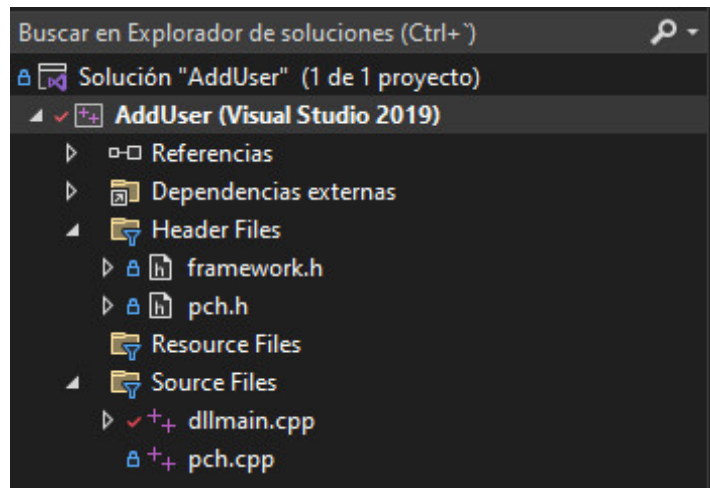 Buscar en Explorador de soluciones (Ctrl+`)
Solución "AddUser" (1 de 1 proyecto)
AddUser (Visual Studio 2019)
Referencias
Dependencias externas
Header Files
framework.h
pch.h
Resource Files
Source Files
dllmain.cpp
pch.cpp